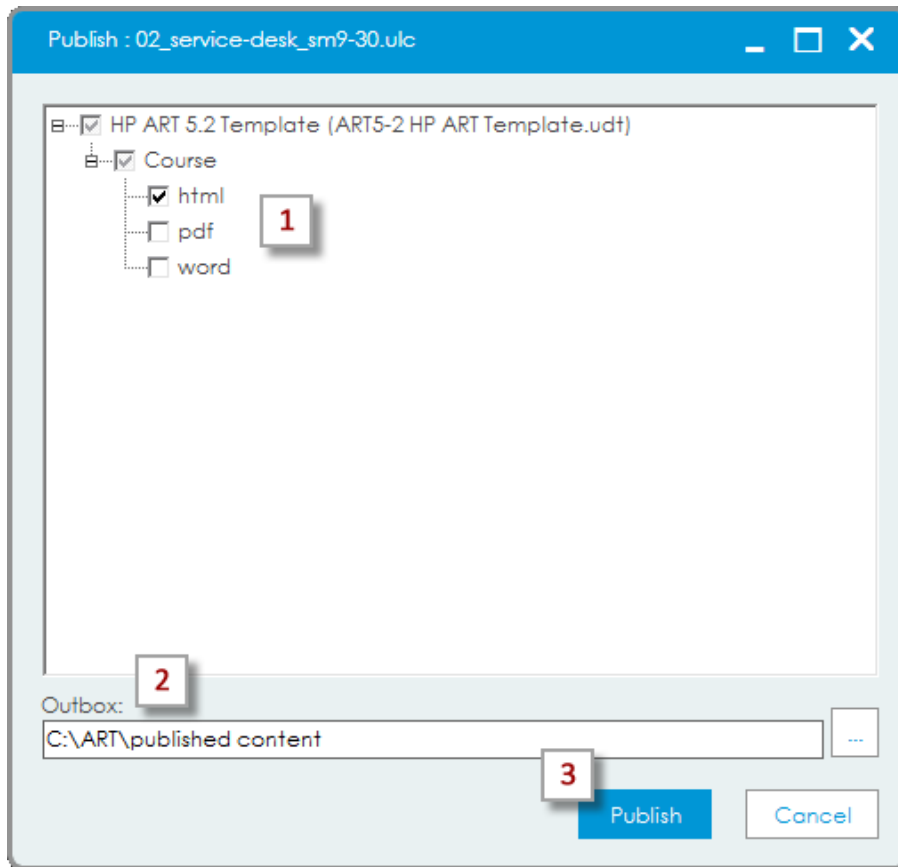 Publish : 02_service-desk_sm9-30.ulc
HP ART 5.2 Template (ART5-2 HP ART Template.udt)
Course
html
1
pdf
word
2
Outbox:
C:\ART\published content
...
3
Publish
Cancel